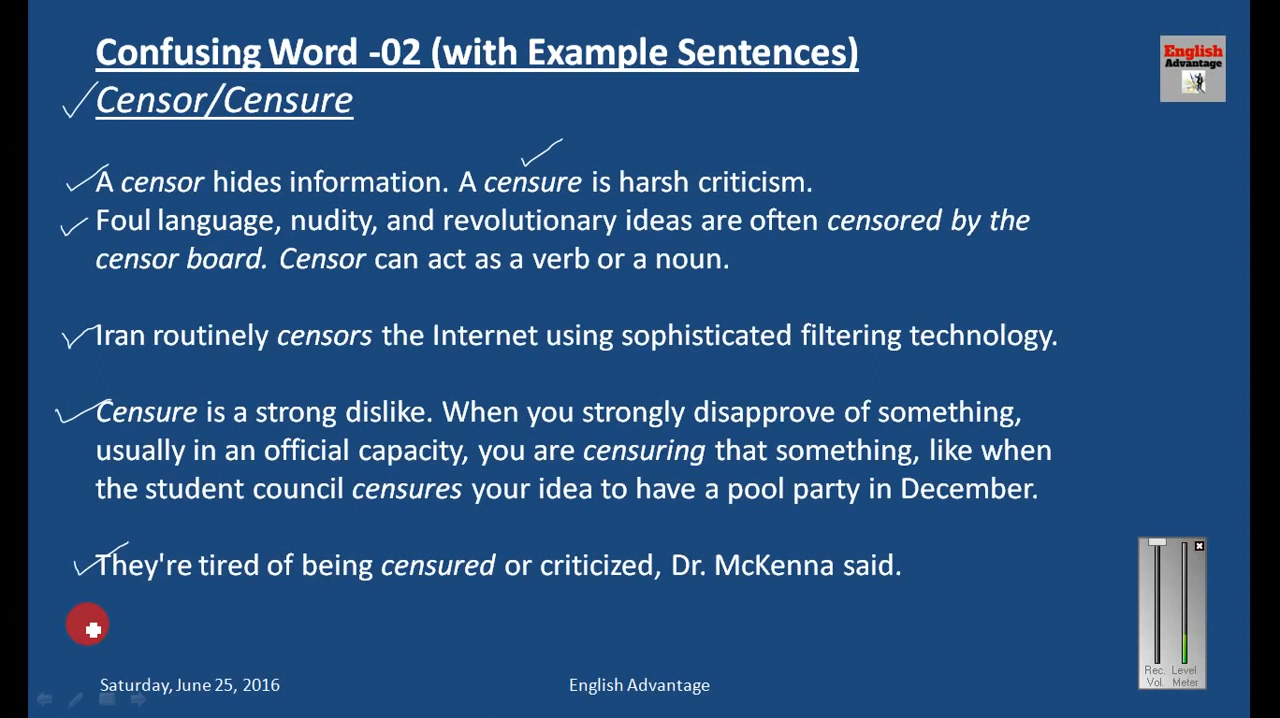 Confusing Word -02 (with Example Sentences)
English
Advantage
Censor/Censure
A censor hides information. A censure is harsh criticism.
Foul language, nudity, and revolutionary ideas are often censored by the
censor board. Censor can act as a verb or a noun.
Iran routinely censors the Internet using sophisticated filtering technology.
Censure is a strong dislike. When you strongly disapprove of something,
usually in an official capacity, you are censuring that something, like when
the student council censures your idea to have a pool party in December.
They're tired of being censured or criticized, Dr. McKenna said.
Rec. Level
Vol. Meter
Saturday, June 25, 2016
English Advantage